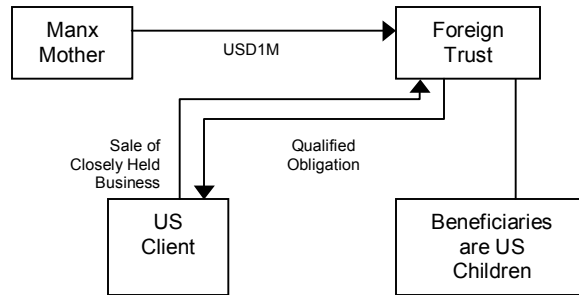 Manx
Mother
USD1M
Foreign
Trust
Sale of
Closely Held
Business
Qualified
Obligation
US
Client
Beneficiaries
are US
Children